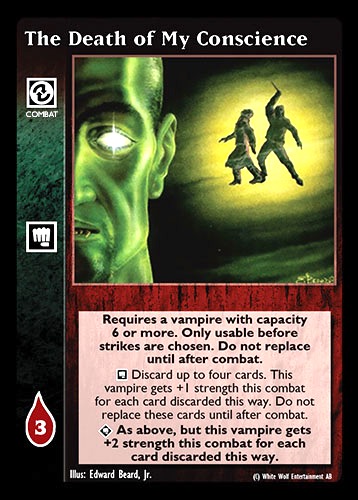 The Death of My Conscience
COMBAT
Requires a vampire with capacity
6 or more. Only usable before
strikes are chosen. Do not replace
until after combat.
Discard up to four cards. This
vampire gets +1 strength this combat
for each card discarded this way. Do not
replace these cards until after combat.
As above, but this vampire gets
+2 strength this combat for each
card discarded this way.
3
Illus: Edward Beard, Jr.
(C) White Wolf Entertainment AB